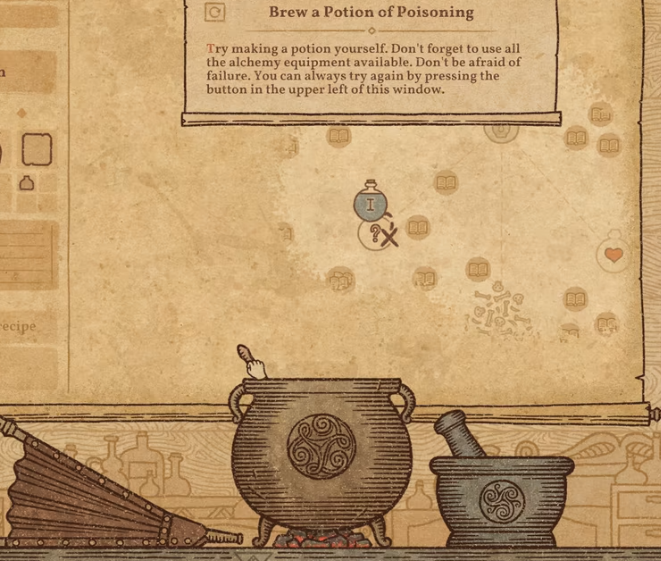 Brew a Potion of Poisoning
Try making a potion yourself. Don't forget to use all
the alchemy equipment available. Don't be afraid of
failure. You can always try again by pressing the
button in the upper left of this window.
I
?
recipe